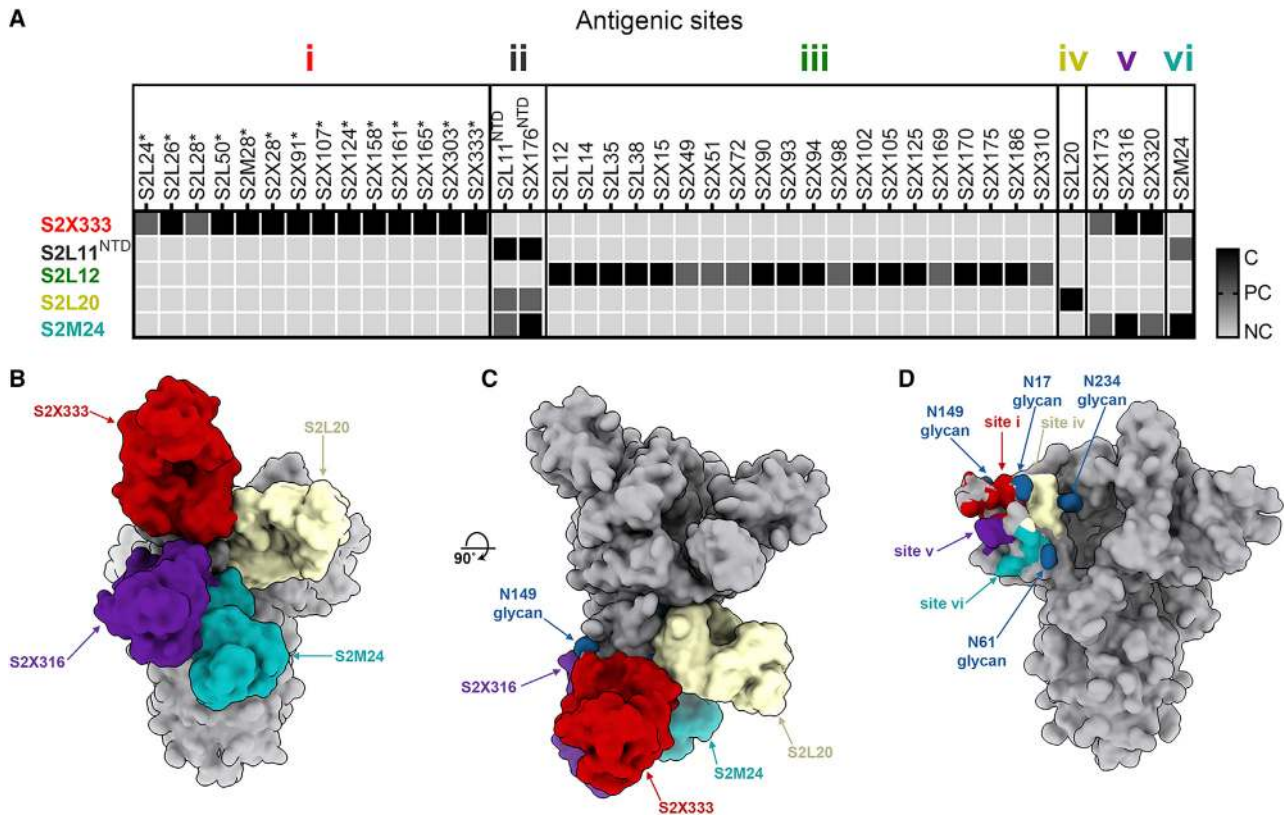 A
Antigenic sites
i ii iii iv v vi
S2L24* S2L26* S2L28* S2L50* S2M28* S2X28* S2X91* S2X107* S2X124* S2X158* S2X161* S2X165* S2X303* S2X333* S2L11NTD S2X176NTD S2L12 S2L14 S2L35 S2L38 S2X15 S2X49 S2X51 S2X72 S2X90 S2X93 S2X94 S2X98 S2X102 S2X105 S2X125 S2X169 S2X170 S2X175 S2X186 S2X310 S2L20 S2X173 S2X316 S2X320 S2M24
S2X333
S2L11NTD
S2L12
S2L20
S2M24
C
PC
NC
B
S2X333
S2L20
S2X316
S2M24
C
90°
N149
glycan
S2X316
S2M24
S2L20
S2X333
D
N149
glycan
site i
N17
glycan
site iv
N234
glycan
site v
site vi
N61
glycan